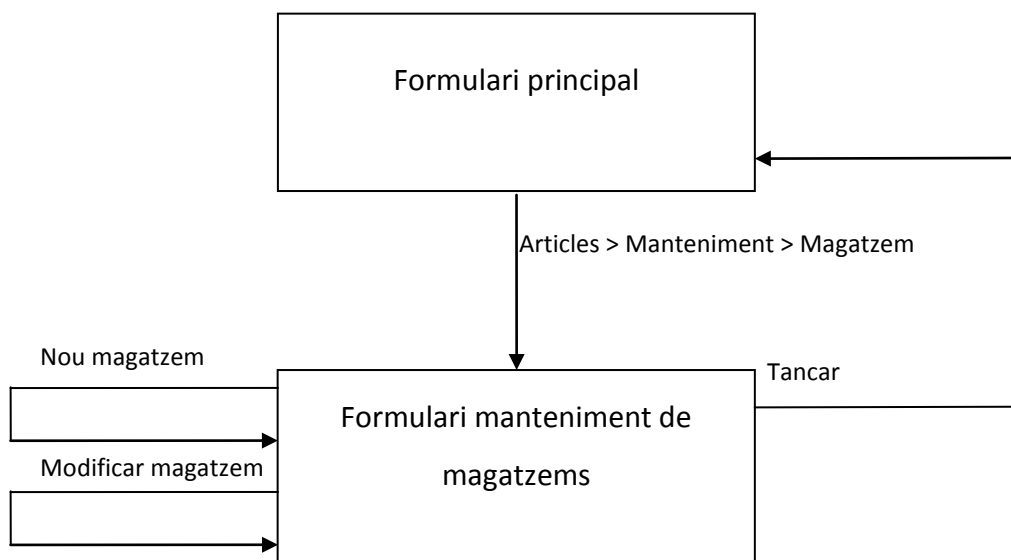 Formulari principal
Articles > Manteniment > Magatzem
Nou magatzem
Tancar
Formulari manteniment de
magatzems
Modificar magatzem